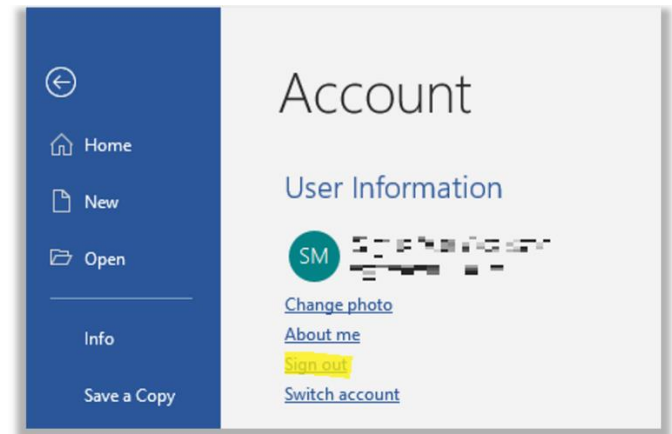 Account
Home
New
Open
Info
Save a Copy
User Information
SM
Change photo
About me
Sign out
Switch account